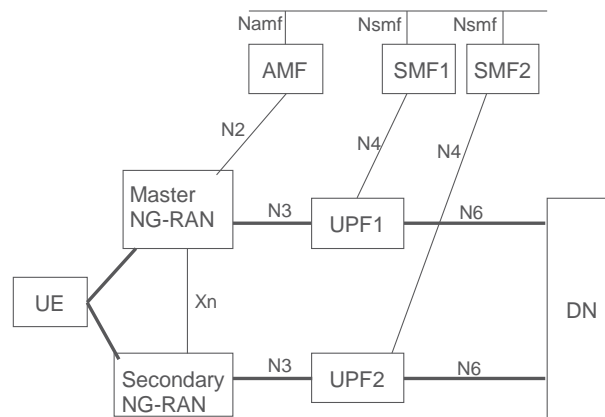 Namf
Nsmf
Nsmf
AMF
SMF1
SMF2
N2
N4
N4
Master
NG-RAN
N3
UPF1
N6
UE
Xn
DN
Secondary
NG-RAN
N3
UPF2
N6